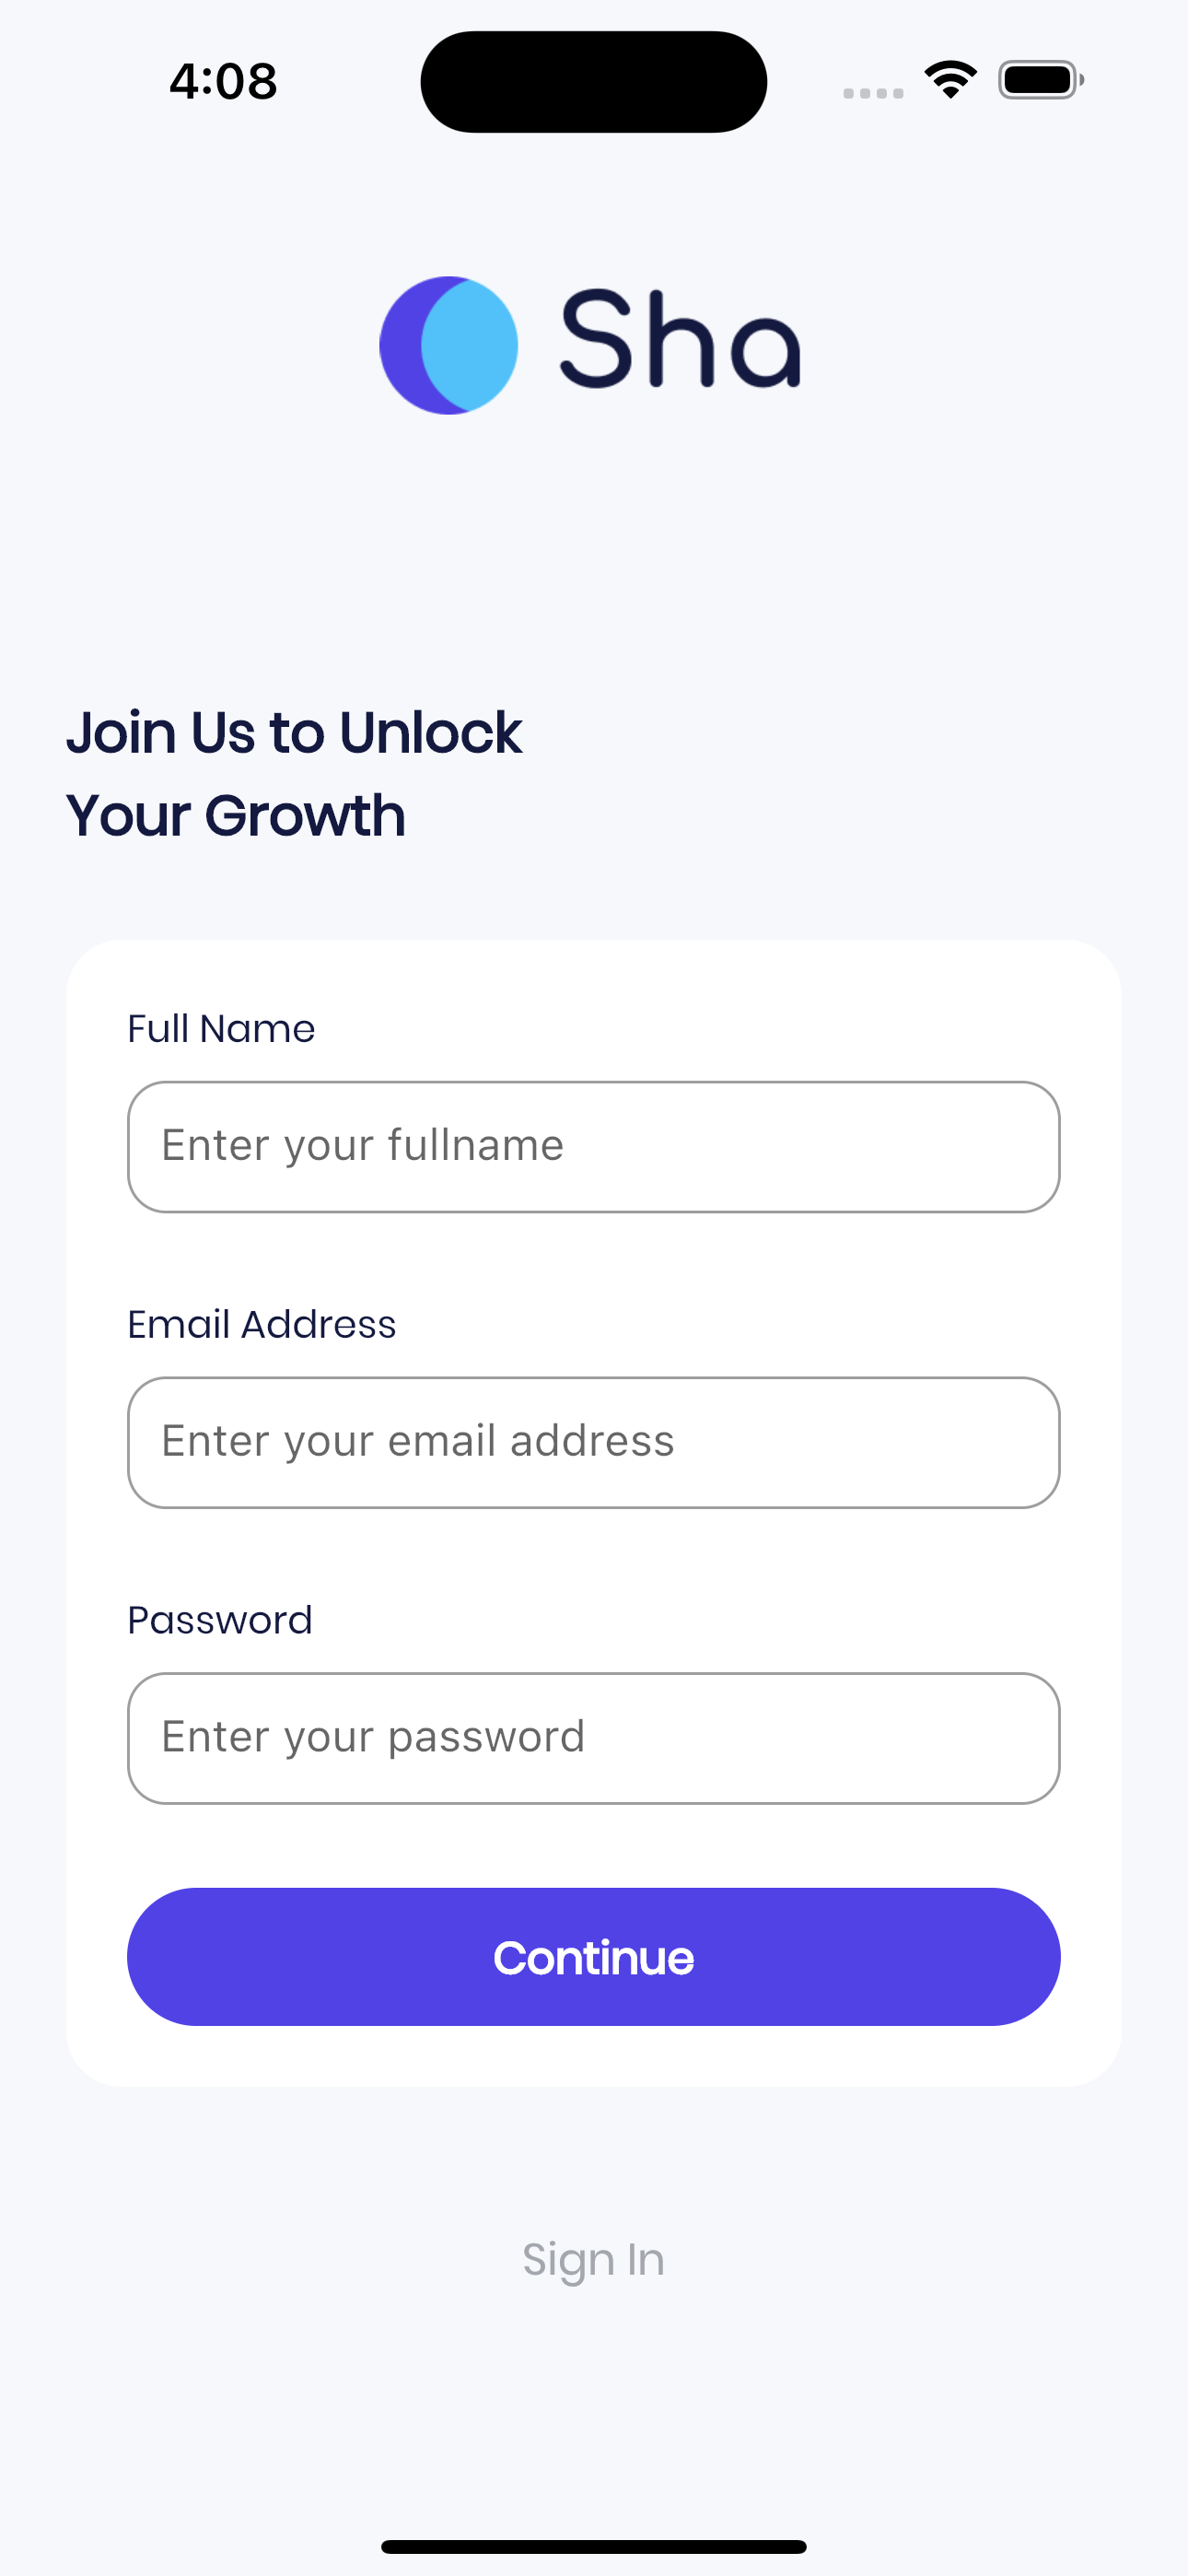 4:08
Sha
Join Us to Unlock
Your Growth
Full Name
Enter your fullname
Email Address
Enter your email address
Password
Enter your password
Continue
Sign In